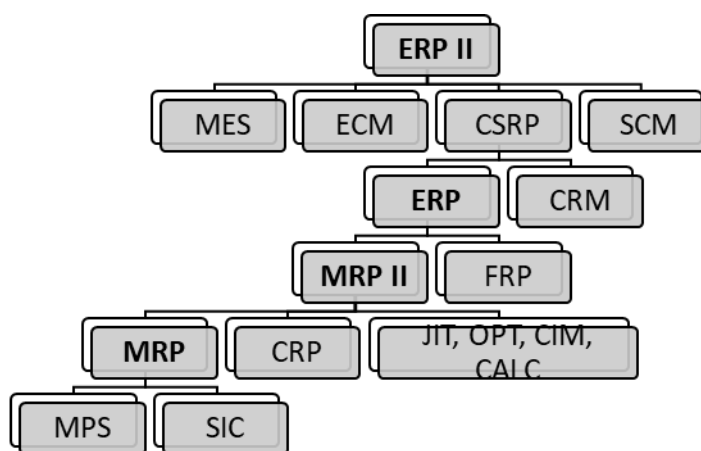 ERP II
MES
ECM
CSRP
SCM
ERP
CRM
MRP II
FRP
MRP
CRP
JIT, OPT, CIM,
CALC
MPS
SIC